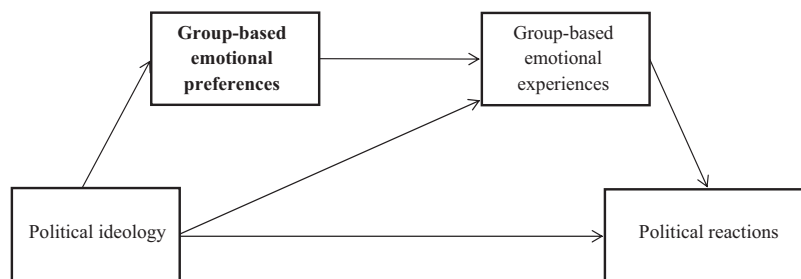 Group-based
emotional
preferences
Group-based
emotional
experiences
Political ideology
Political reactions